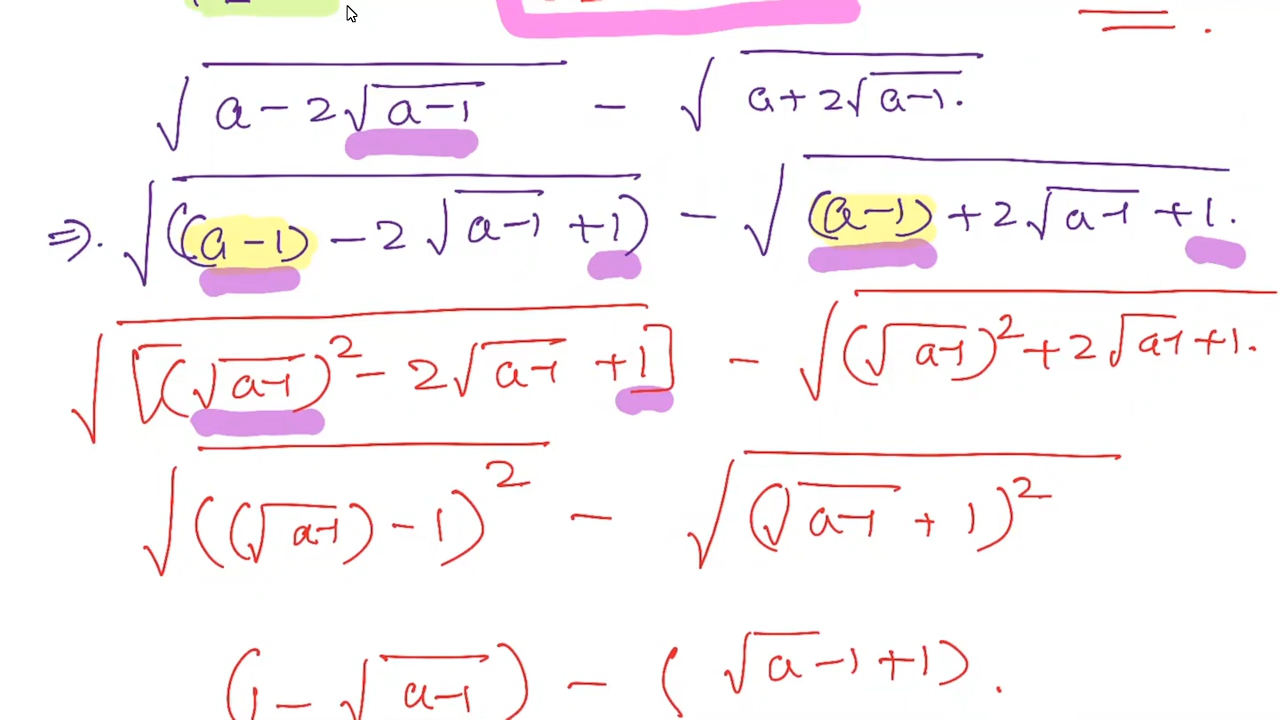 √(a - 2√(a-1)) - √(a + 2√(a-1)).
⇒. √((a-1) - 2√(a-1) + 1) - √((a-1) + 2√(a-1) + 1).
√[(√(a-1))² - 2√(a-1) + 1] - √((√(a-1))² + 2√(a-1) + 1).
√((√(a-1)) - 1)² - √(√(a-1) + 1)²
(1 - √(a-1)) - (√a-1+1).